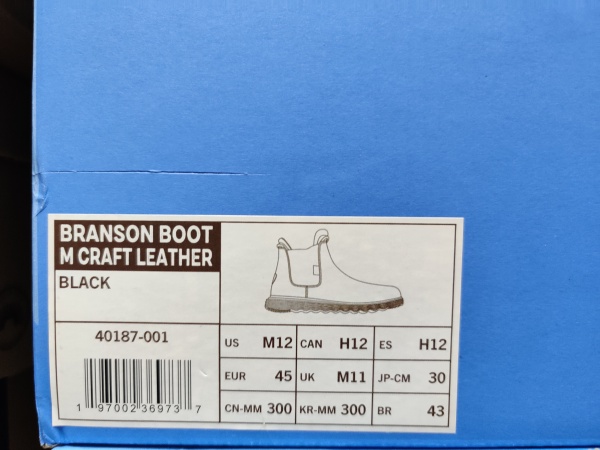 BRANSON BOOT
M CRAFT LEATHER
BLACK
40187-001
1 97002 36973 7
US M12 CAN H12 ES H12
EUR 45 UK M11 JP-CM 30
CN-MM 300 KR-MM 300 BR 43